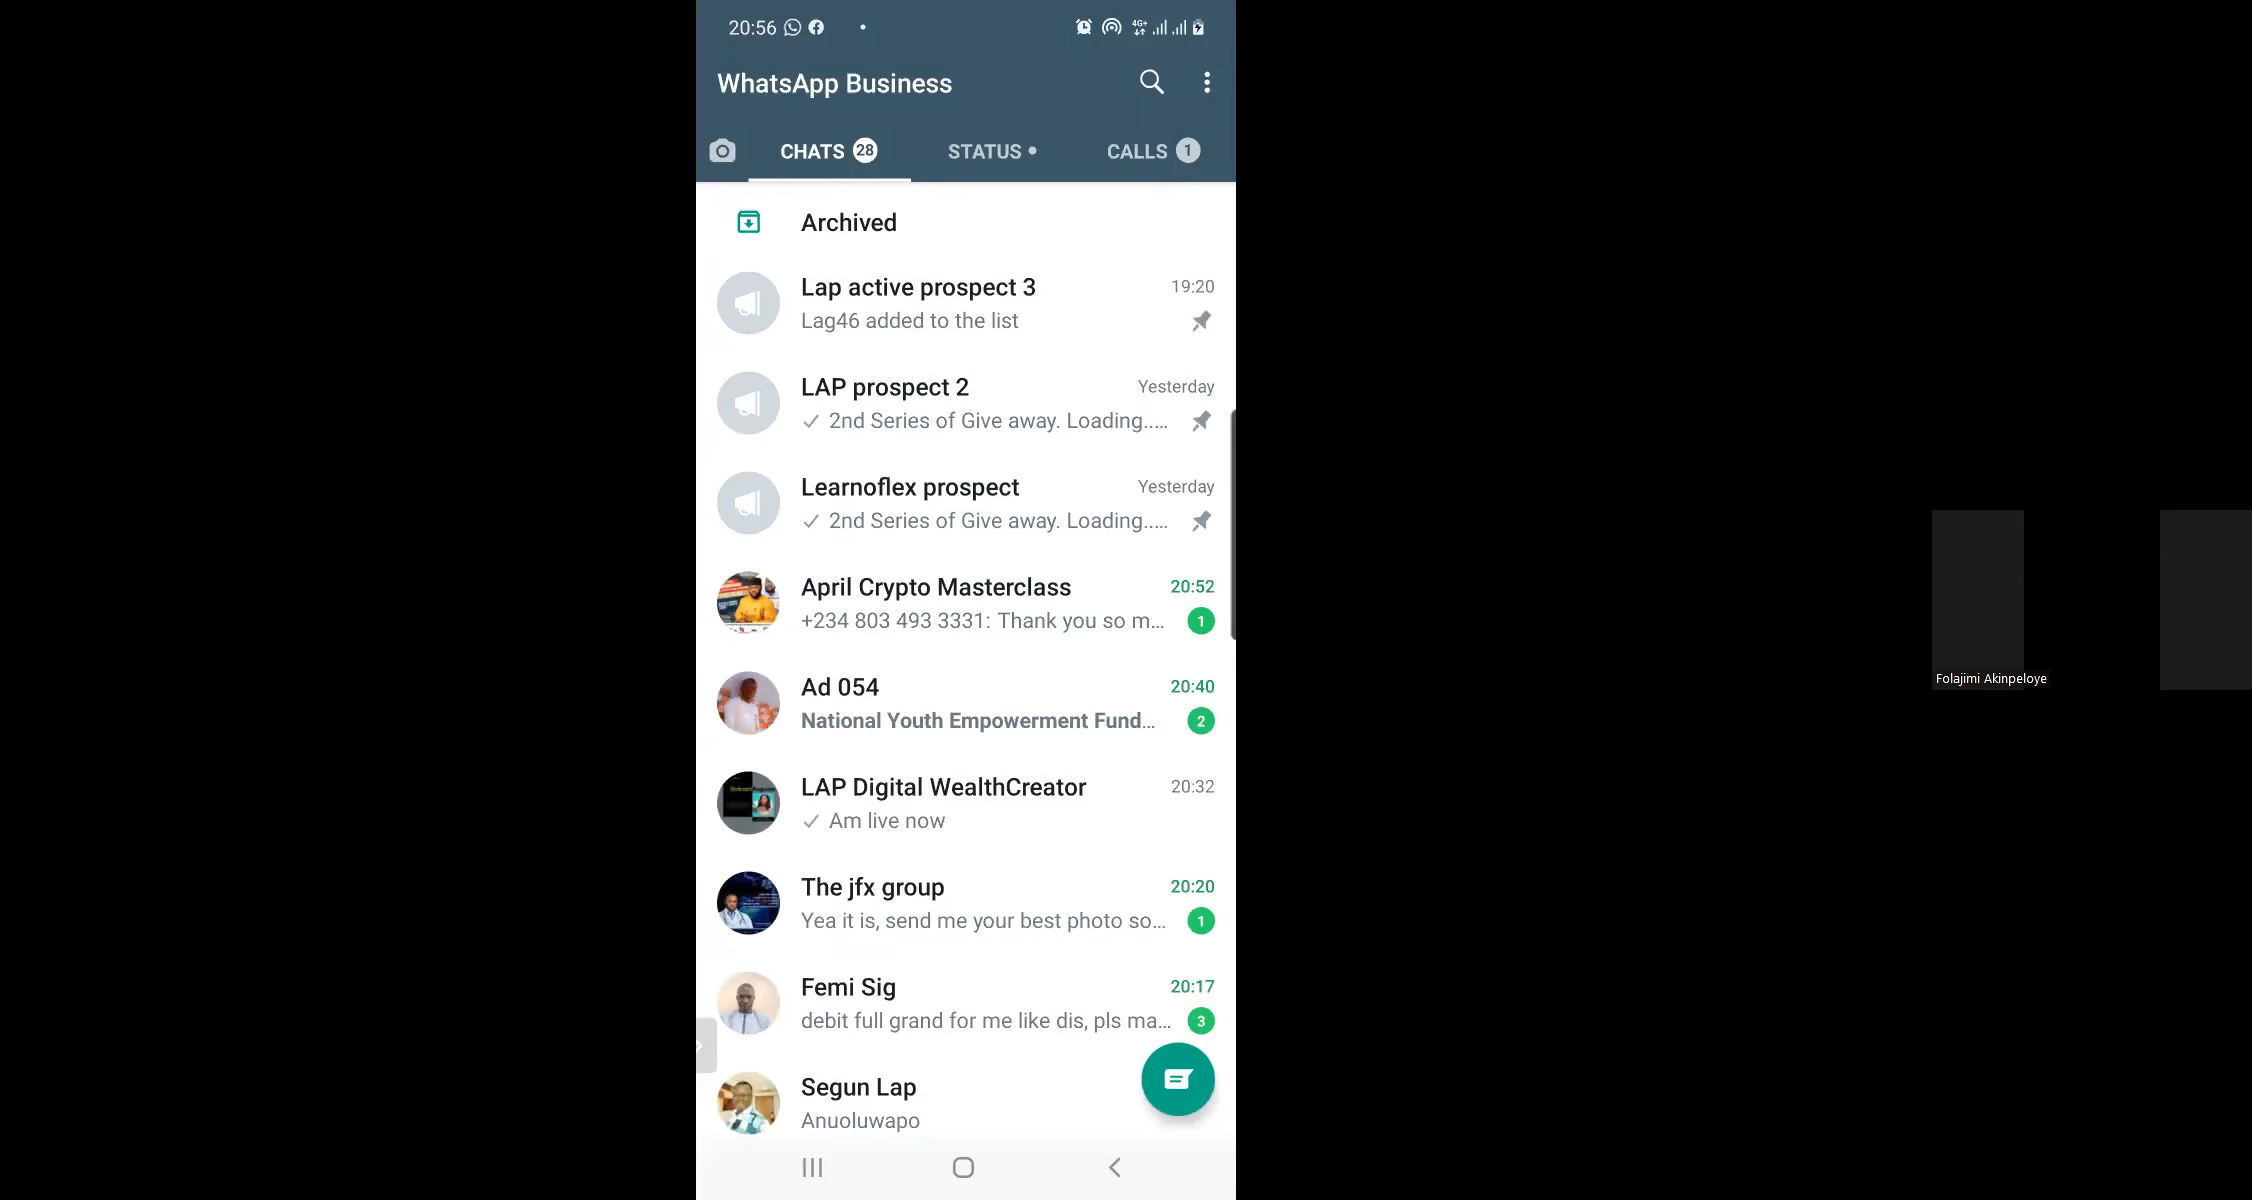 20:56
4G+
WhatsApp Business
CHATS 28
STATUS
CALLS 1
Archived
Lap active prospect 3 19:20
Lag46 added to the list
LAP prospect 2 Yesterday
2nd Series of Give away. Loading.....
Learnoflex prospect Yesterday
2nd Series of Give away. Loading.....
April Crypto Masterclass 20:52
+234 803 493 3331: Thank you so m... 1
Ad 054 20:40
National Youth Empowerment Fund... 2
LAP Digital WealthCreator 20:32
Am live now
The jfx group 20:20
Yea it is, send me your best photo so... 1
Femi Sig 20:17
debit full grand for me like dis, pls ma... 3
Segun Lap
Anuoluwapo
Folajimi Akinpeloye